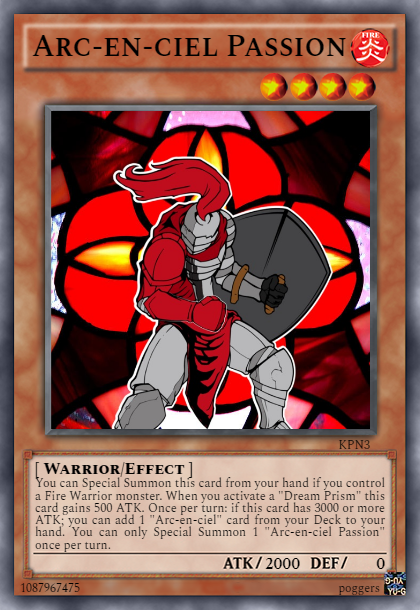 ARC-EN-CIEL PASSION
FIRE
炎
KPN3
[ WARRIOR/EFFECT ]
You can Special Summon this card from your hand if you control
a Fire Warrior monster. When you activate a "Dream Prism" this
card gains 500 ATK. Once per turn: if this card has 3000 or more
ATK; you can add 1 "Arc-en-ciel" card from your Deck to your
hand. You can only Special Summon 1 "Arc-en-ciel Passion"
once per turn.
ATK/ 2000 DEF/ 0
1087967475 poggers